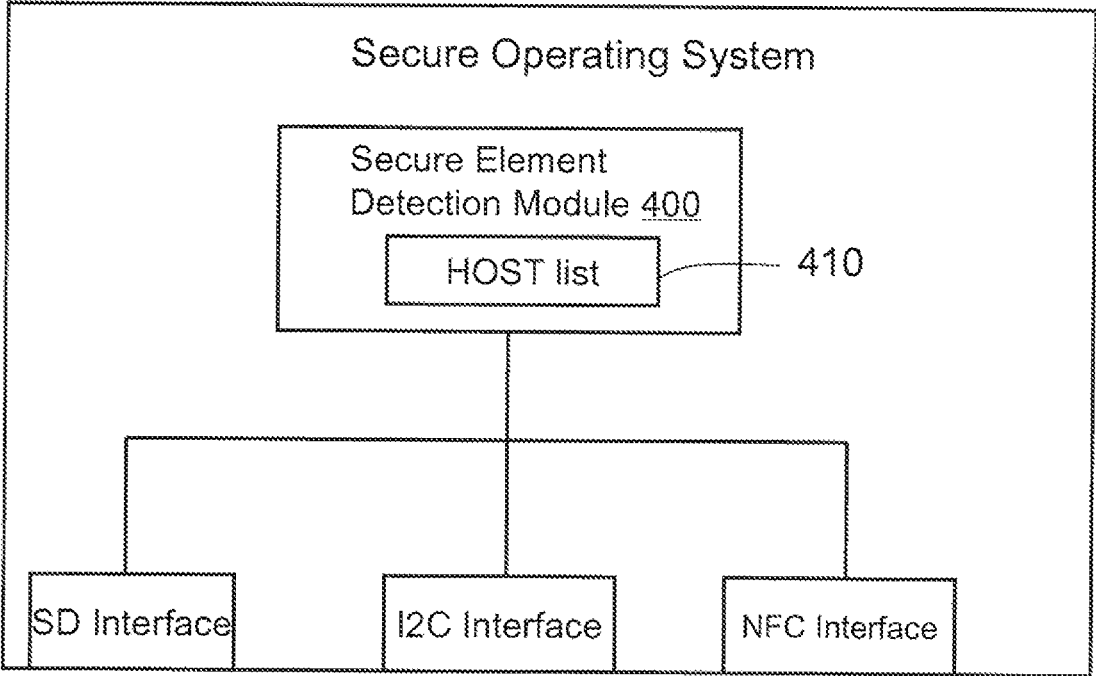 Secure Operating System
Secure Element
Detection Module 400
HOST list
410
SD Interface
I2C Interface
NFC Interface